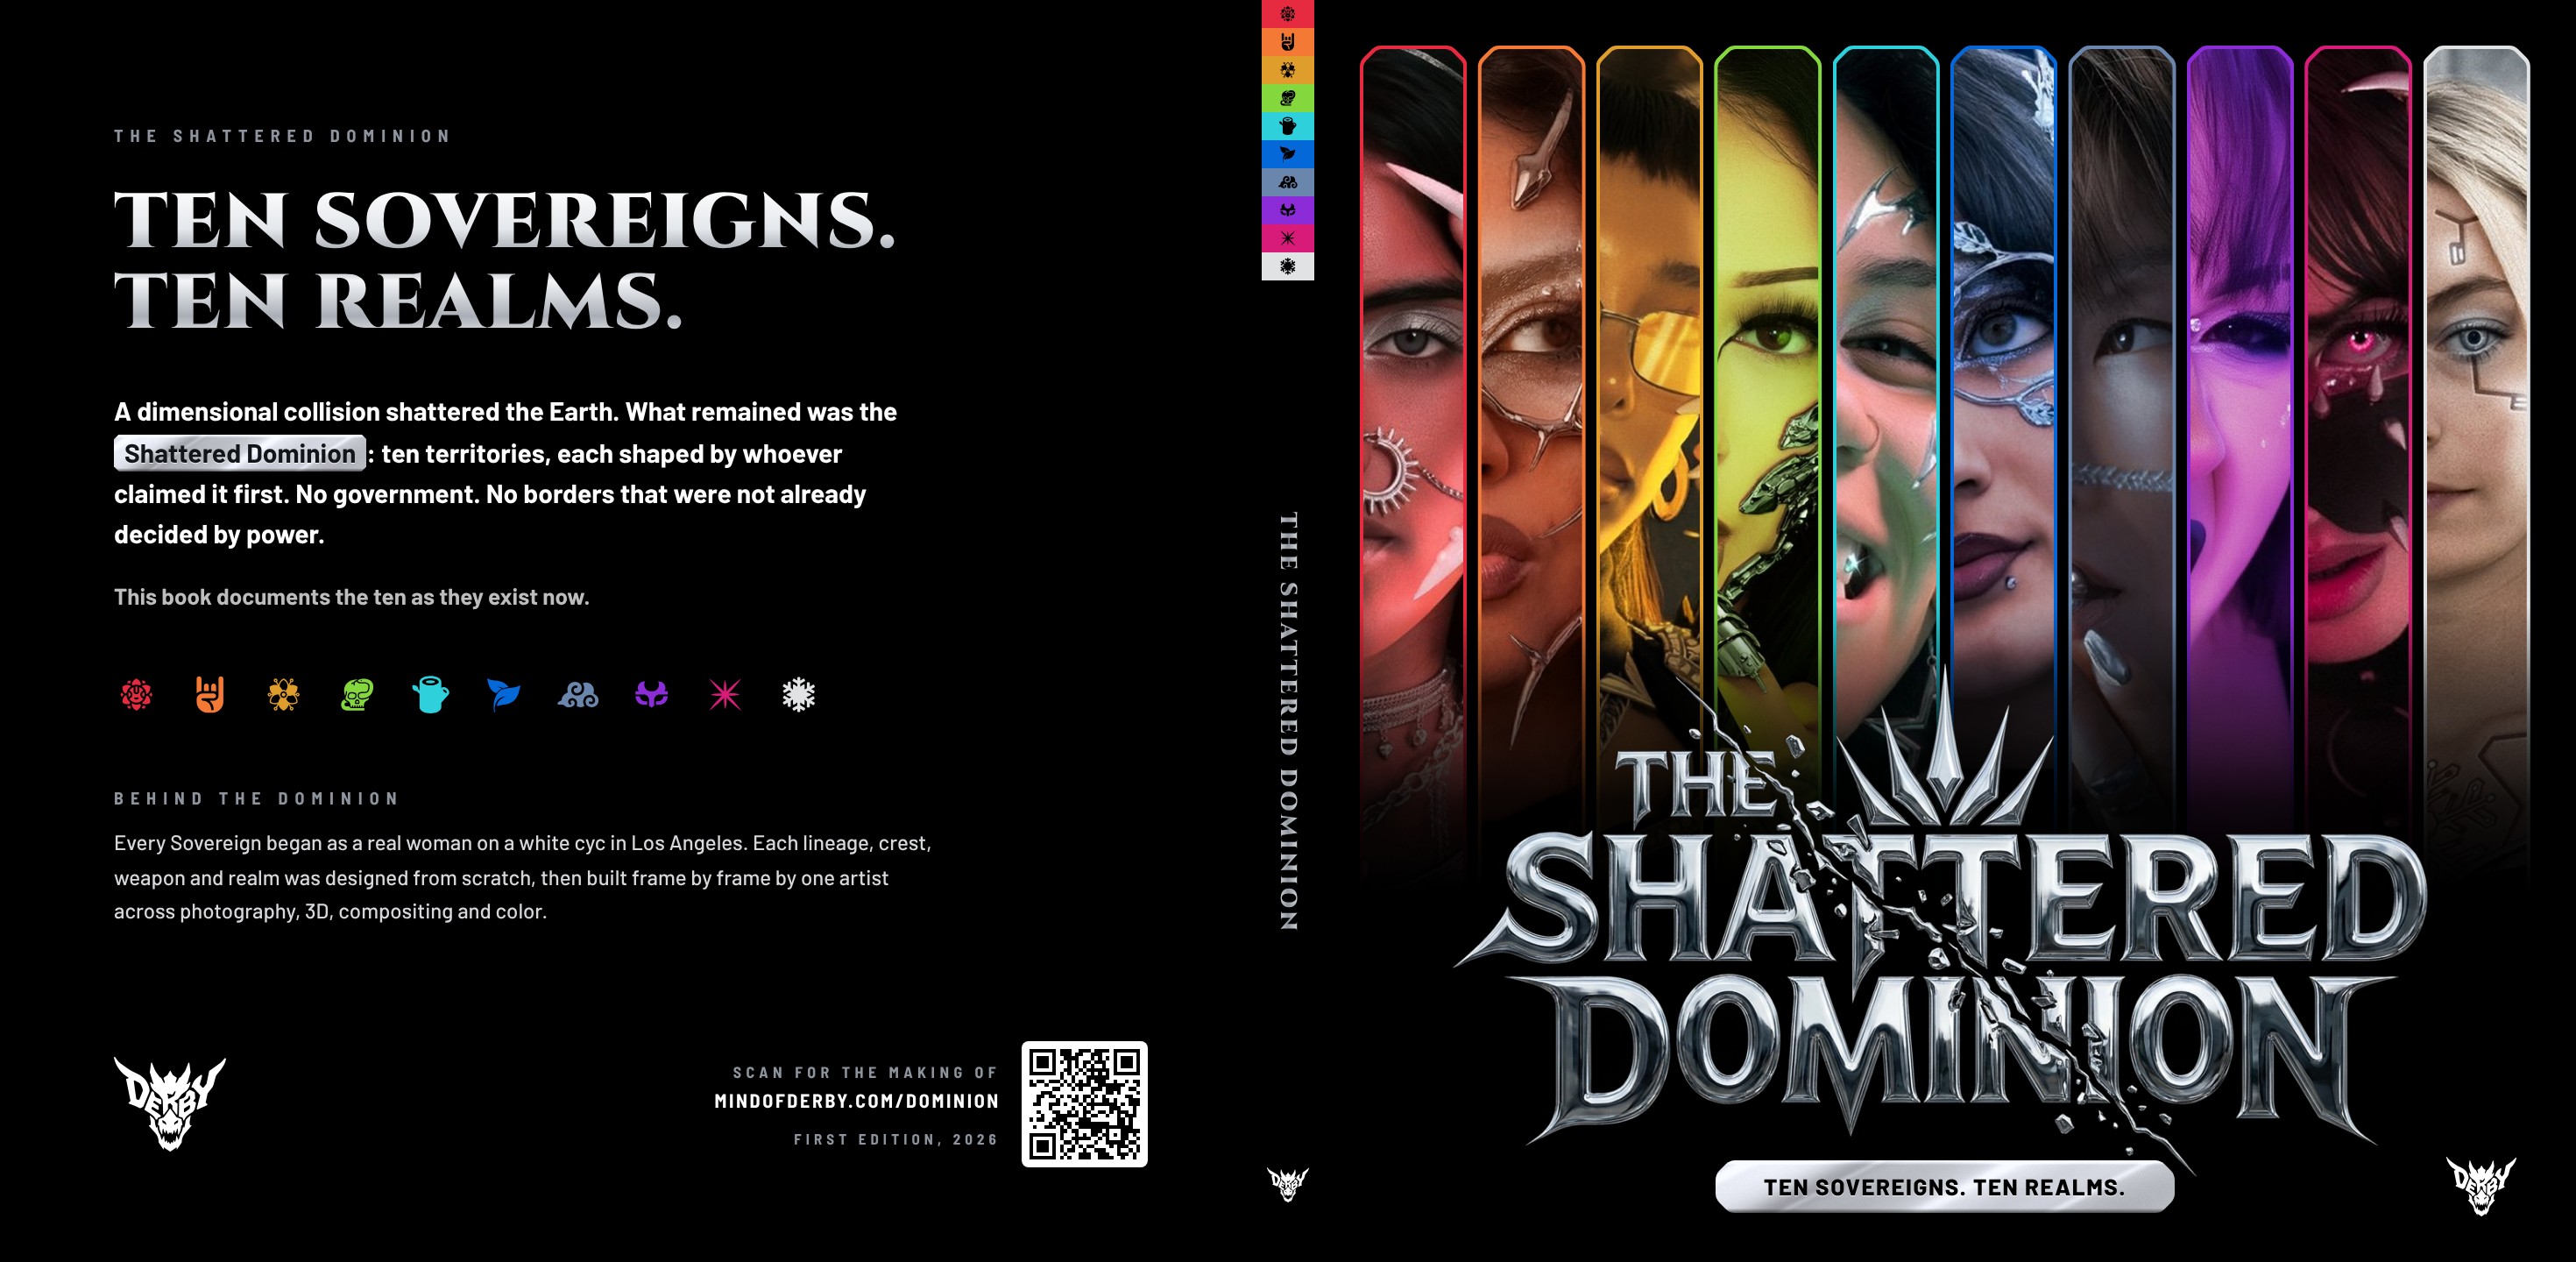 THE SHATTERED DOMINION
TEN SOVEREIGNS.
TEN REALMS.
A dimensional collision shattered the Earth. What remained was the
Shattered Dominion : ten territories, each shaped by whoever
claimed it first. No government. No borders that were not already
decided by power.
This book documents the ten as they exist now.
BEHIND THE DOMINION
Every Sovereign began as a real woman on a white cyc in Los Angeles. Each lineage, crest,
weapon and realm was designed from scratch, then built frame by frame by one artist
across photography, 3D, compositing and color.
DERBY
SCAN FOR THE MAKING OF
MINDOFDERBY.COM/DOMINION
FIRST EDITION, 2026
THE SHATTERED DOMINION
DERBY
THE
SHATTERED
DOMINION
TEN SOVEREIGNS. TEN REALMS.
DERBY